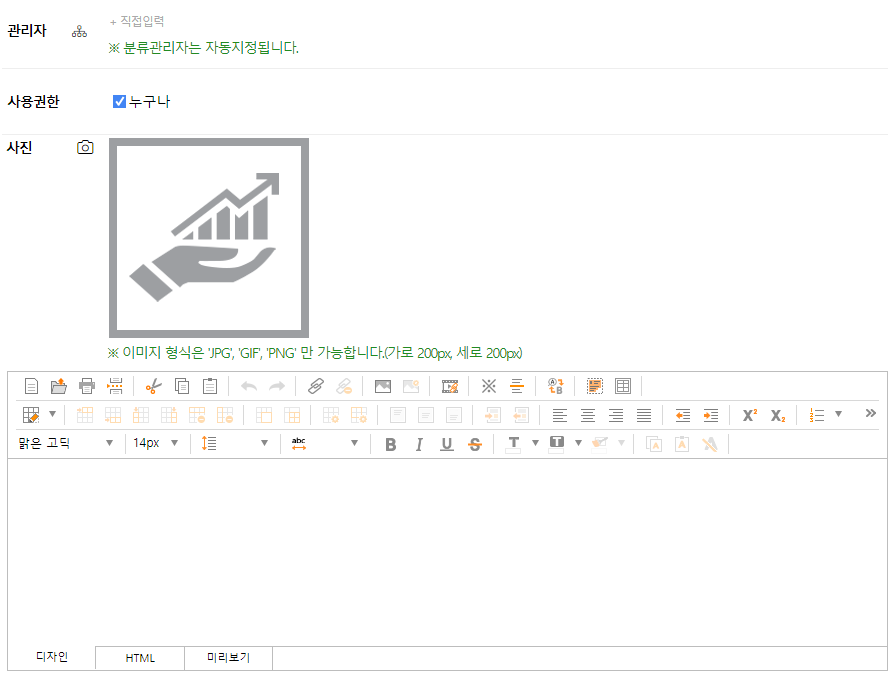 관리자
+ 직접입력
※ 분류관리자는 자동지정됩니다.
사용권한
누구나
사진
※ 이미지 형식은 'JPG', 'GIF', 'PNG' 만 가능합니다.(가로 200px, 세로 200px)
맑은 고딕 14px abc B I U S T T
디자인 HTML 미리보기